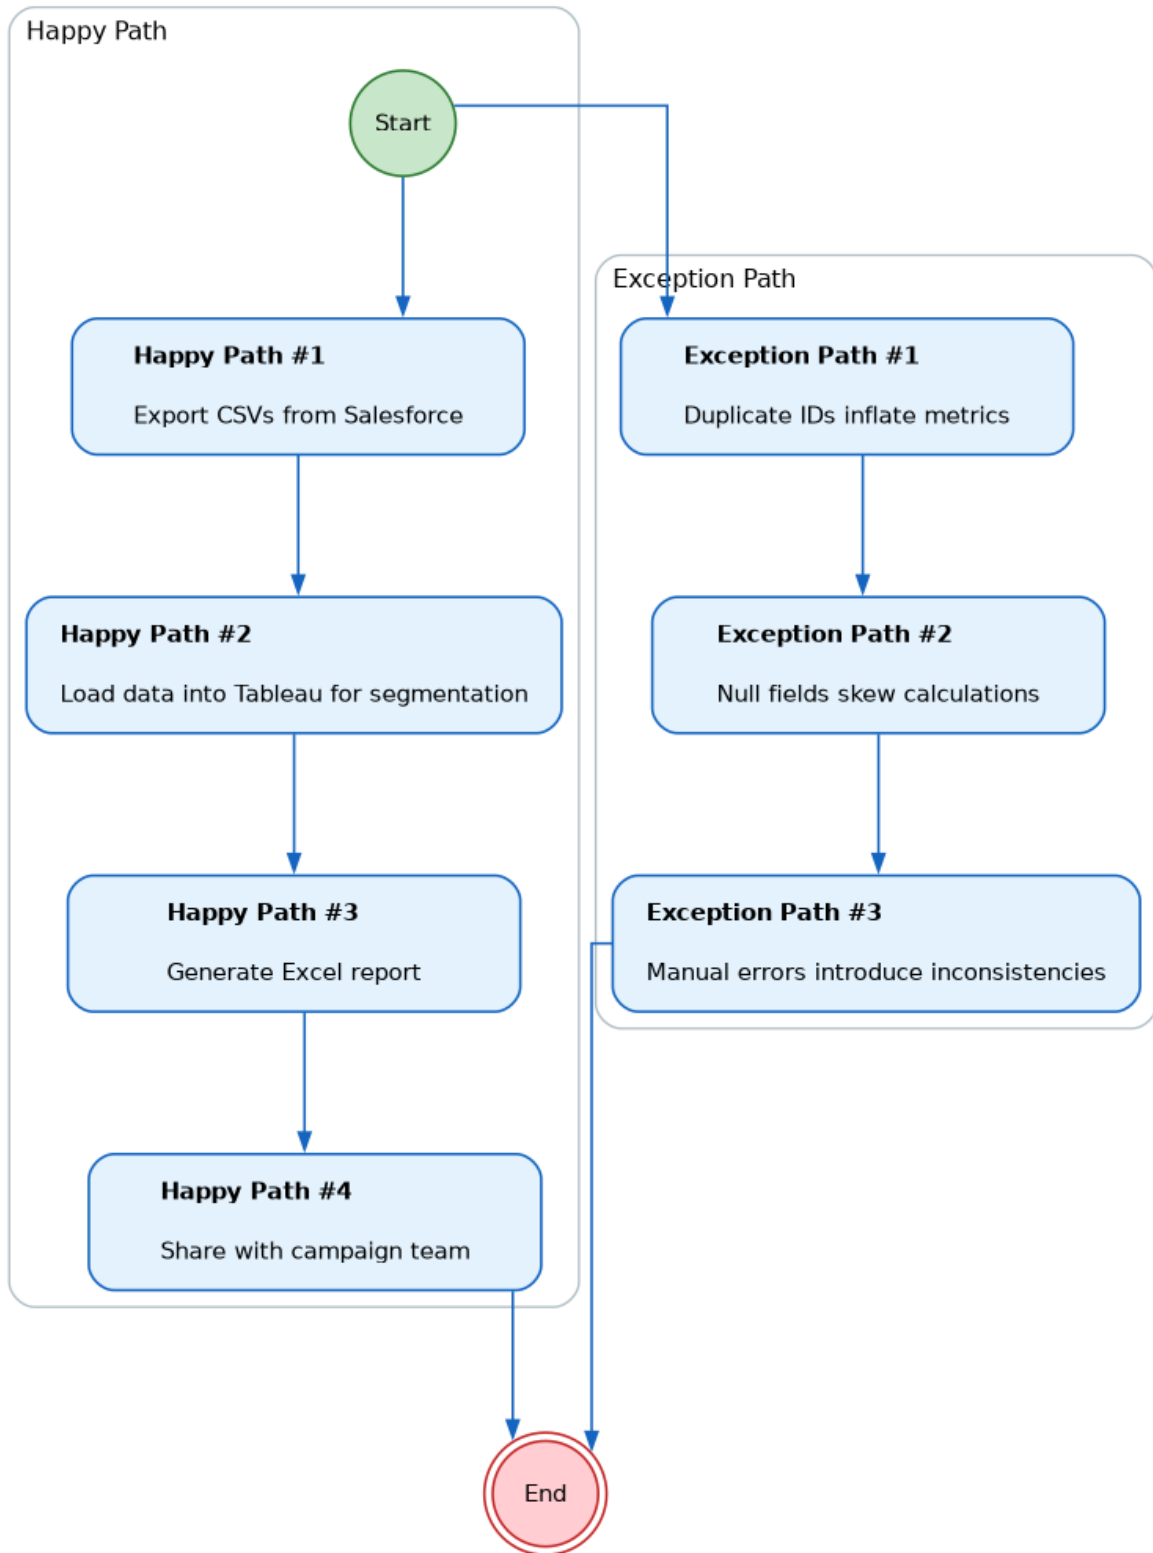 Happy Path
Start
Happy Path #1
Export CSVs from Salesforce
Happy Path #2
Load data into Tableau for segmentation
Happy Path #3
Generate Excel report
Happy Path #4
Share with campaign team
Exception Path
Exception Path #1
Duplicate IDs inflate metrics
Exception Path #2
Null fields skew calculations
Exception Path #3
Manual errors introduce inconsistencies
End